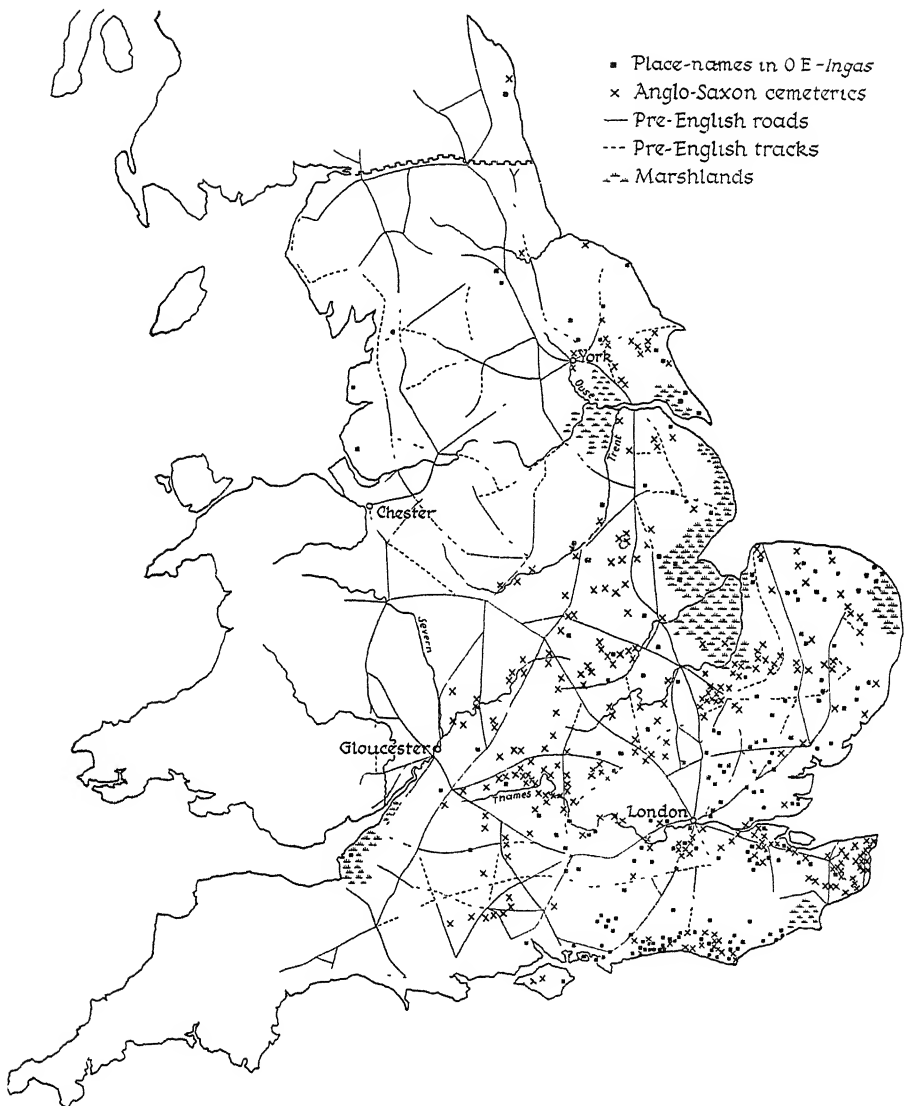 Place-names in O E -Ingas
Anglo-Saxon cemeteries
Pre-English roads
Pre-English tracks
Marshlands
York
Ouse
Trent
Chester
Severn
Gloucester
Thames
London